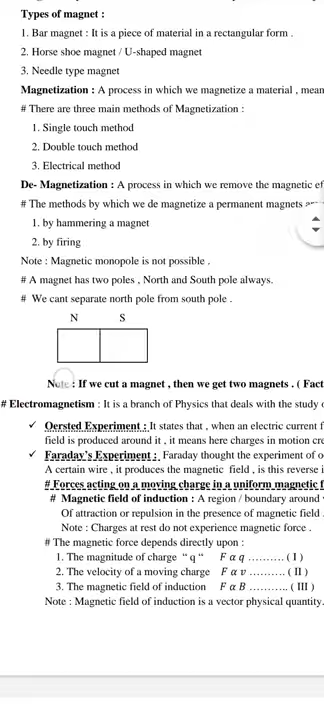 Types of magnet :
1. Bar magnet : It is a piece of material in a rectangular form .
2. Horse shoe magnet / U-shaped magnet
3. Needle type magnet
Magnetization : A process in which we magnetize a material , mean
# There are three main methods of Magnetization :
1. Single touch method
2. Double touch method
3. Electrical method
De- Magnetization : A process in which we remove the magnetic ef
# The methods by which we de magnetize a permanent magnets
1. by hammering a magnet
2. by firing
Note : Magnetic monopole is not possible .
# A magnet has two poles , North and South pole always.
# We cant separate north pole from south pole .
N S
Note : If we cut a magnet , then we get two magnets . ( Fact
# Electromagnetism : It is a branch of Physics that deals with the study o
✓ Oersted Experiment : It states that , when an electric current f
field is produced around it , it means here charges in motion cre
✓ Faraday's Experiment : Faraday thought the experiment of o
A certain wire , it produces the magnetic field , is this reverse i
# Forces acting on a moving charge in a uniform magnetic f
# Magnetic field of induction : A region / boundary around
Of attraction or repulsion in the presence of magnetic field .
Note : Charges at rest do not experience magnetic force .
# The magnetic force depends directly upon :
1. The magnitude of charge “ q “ F α q ………. ( I )
2. The velocity of a moving charge F α v ………. ( II )
3. The magnetic field of induction F α B ……….. ( III )
Note : Magnetic field of induction is a vector physical quantity.